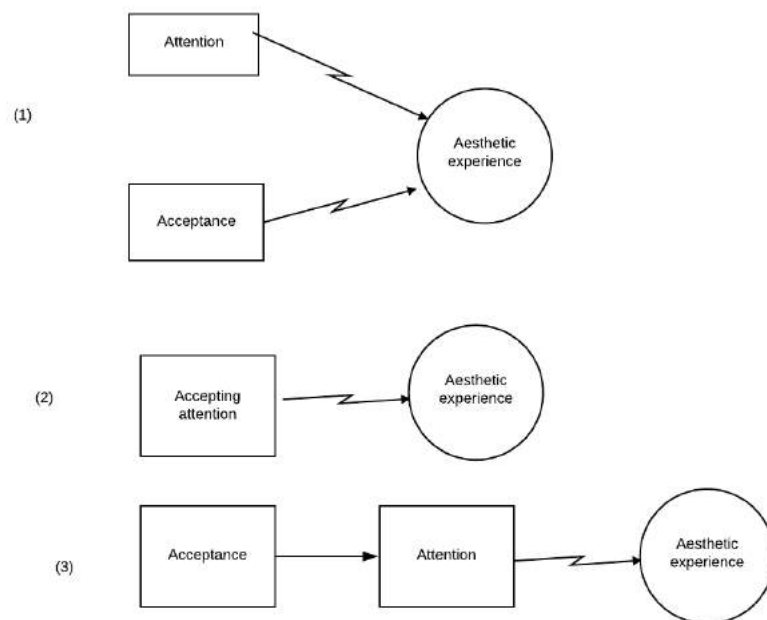 Attention
(1)
Aesthetic
experience
Acceptance
(2)
Accepting
attention
Aesthetic
experience
(3)
Acceptance
Attention
Aesthetic
experience